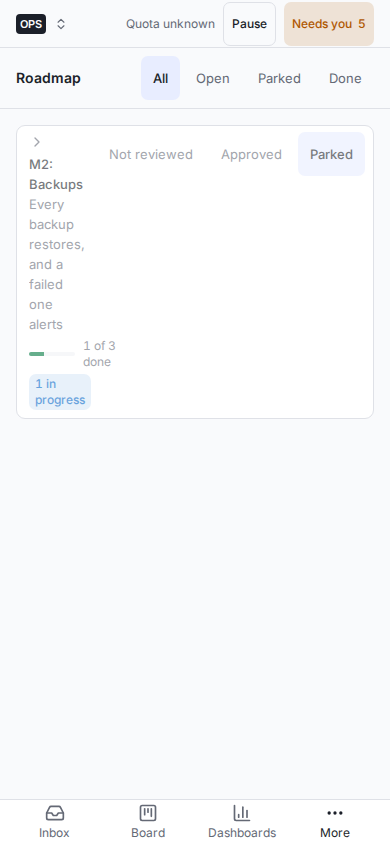 OPS
Quota unknown
Pause
Needs you 5
Roadmap
All
Open
Parked
Done
M2:
Backups
Every
backup
restores,
and a
failed
one
alerts
Not reviewed
Approved
Parked
1 of 3
done
1 in
progress
Inbox
Board
Dashboards
More